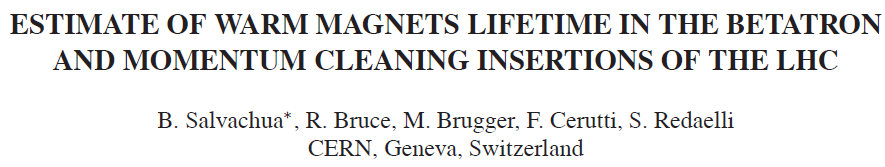 ESTIMATE OF WARM MAGNETS LIFETIME IN THE BETATRON
AND MOMENTUM CLEANING INSERTIONS OF THE LHC
B. Salvachua*, R. Bruce, M. Brugger, F. Cerutti, S. Redaelli
CERN, Geneva, Switzerland